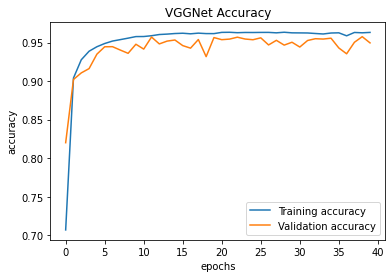 VGGNet Accuracy
accuracy
0.95
0.90
0.85
0.80
0.75
0.70
Training accuracy
Validation accuracy
0 5 10 15 20 25 30 35 40
epochs